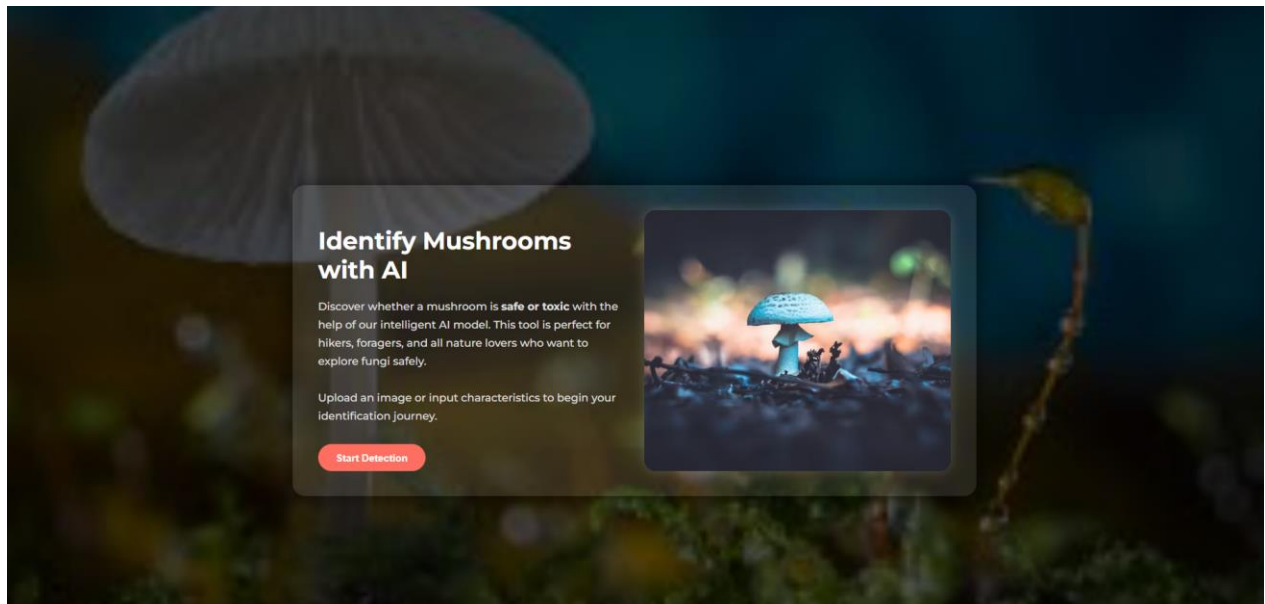 Identify Mushrooms
with AI
Discover whether a mushroom is safe or toxic with the
help of our intelligent AI model. This tool is perfect for
hikers, foragers, and all nature lovers who want to
explore fungi safely.
Upload an image or input characteristics to begin your
identification journey.
Start Detection